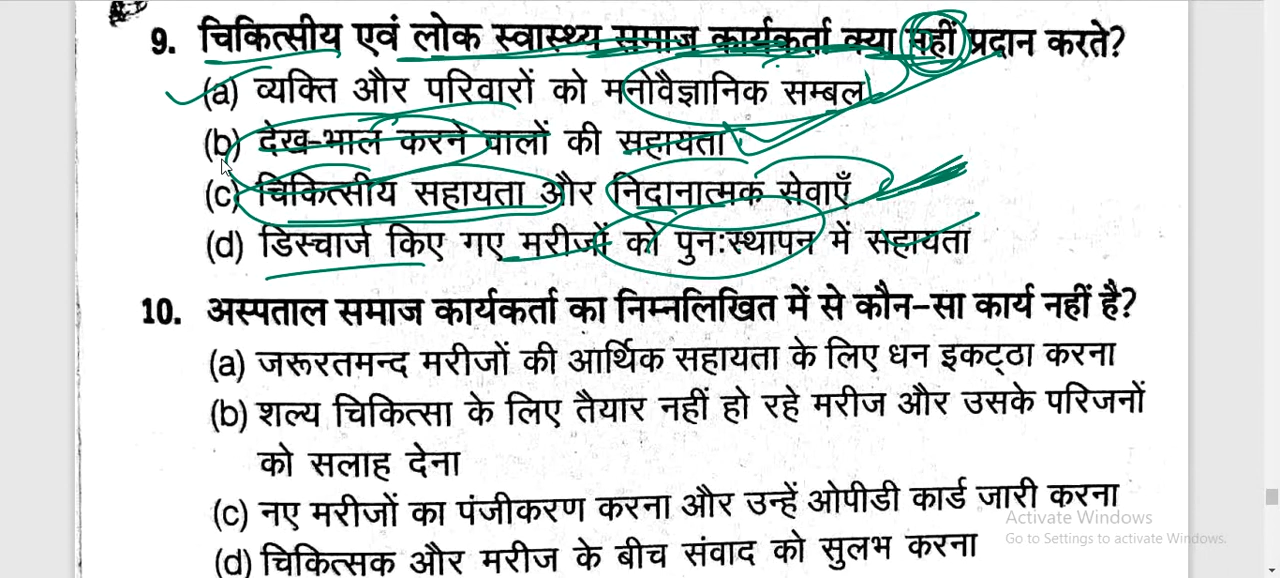 9. चिकित्सीय एवं लोक स्वास्थ्य समाज कार्यकर्ता क्या नहीं प्रदान करते?
(a) व्यक्ति और परिवारों को मनोवैज्ञानिक सम्बल
(b) देख-भाल करने वालों की सहायता
(c) चिकित्सीय सहायता और निदानात्मक सेवाएँ
(d) डिस्चार्ज किए गए मरीजों को पुनःस्थापन में सहायता
10. अस्पताल समाज कार्यकर्ता का निम्नलिखित में से कौन-सा कार्य नहीं है?
(a) जरूरतमन्द मरीजों की आर्थिक सहायता के लिए धन इकट्ठा करना
(b) शल्य चिकित्सा के लिए तैयार नहीं हो रहे मरीज और उसके परिजनों
को सलाह देना
(c) नए मरीजों का पंजीकरण करना और उन्हें ओपीडी कार्ड जारी करना
Activate Windows
Go to Settings to activate Windows.
(d) चिकित्सक और मरीज के बीच संवाद को सुलभ करना